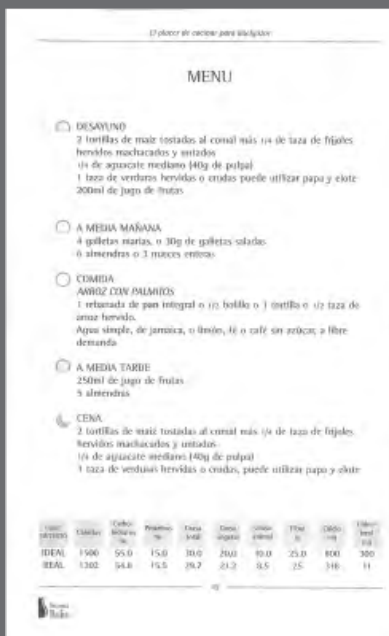 El placer de cocinar para
MENU
DESAYUNO
2 tortillas de maíz tostadas al comal más 1/4 de taza de frijoles
hervidos machacados y untados
1/4 de aguacate mediano (40g de pulpa)
1 taza de verduras hervidas o crudas puede utilizar papa y elote
200ml de jugo de frutas
A MEDIA MAÑANA
4 galletas marías, o 30g de galletas saladas
6 almendras o 3 nueces enteras
COMIDA
ARROZ CON PALMITOS
1 rebanada de pan integral o 1/2 bolillo o 1 tortilla o 1/2 taza de
arroz hervido.
Agua simple, de jamaica, o limón, té o café sin azúcar, a libre
demanda
A MEDIA TARDE
250ml de jugo de frutas
5 almendras
CENA
2 tortillas de maíz tostadas al comal más 1/4 de taza de frijoles
hervidos machacados y untados
1/4 de aguacate mediano (40g de pulpa)
1 taza de verduras hervidas o crudas, puede utilizar papa y elote
IDEAL 1500 55.0 15.0 30.0 20.0 10.0 25.0 800 300
REAL 1202 54.8 15.5 29.7 21.2 8.5 25 316 11